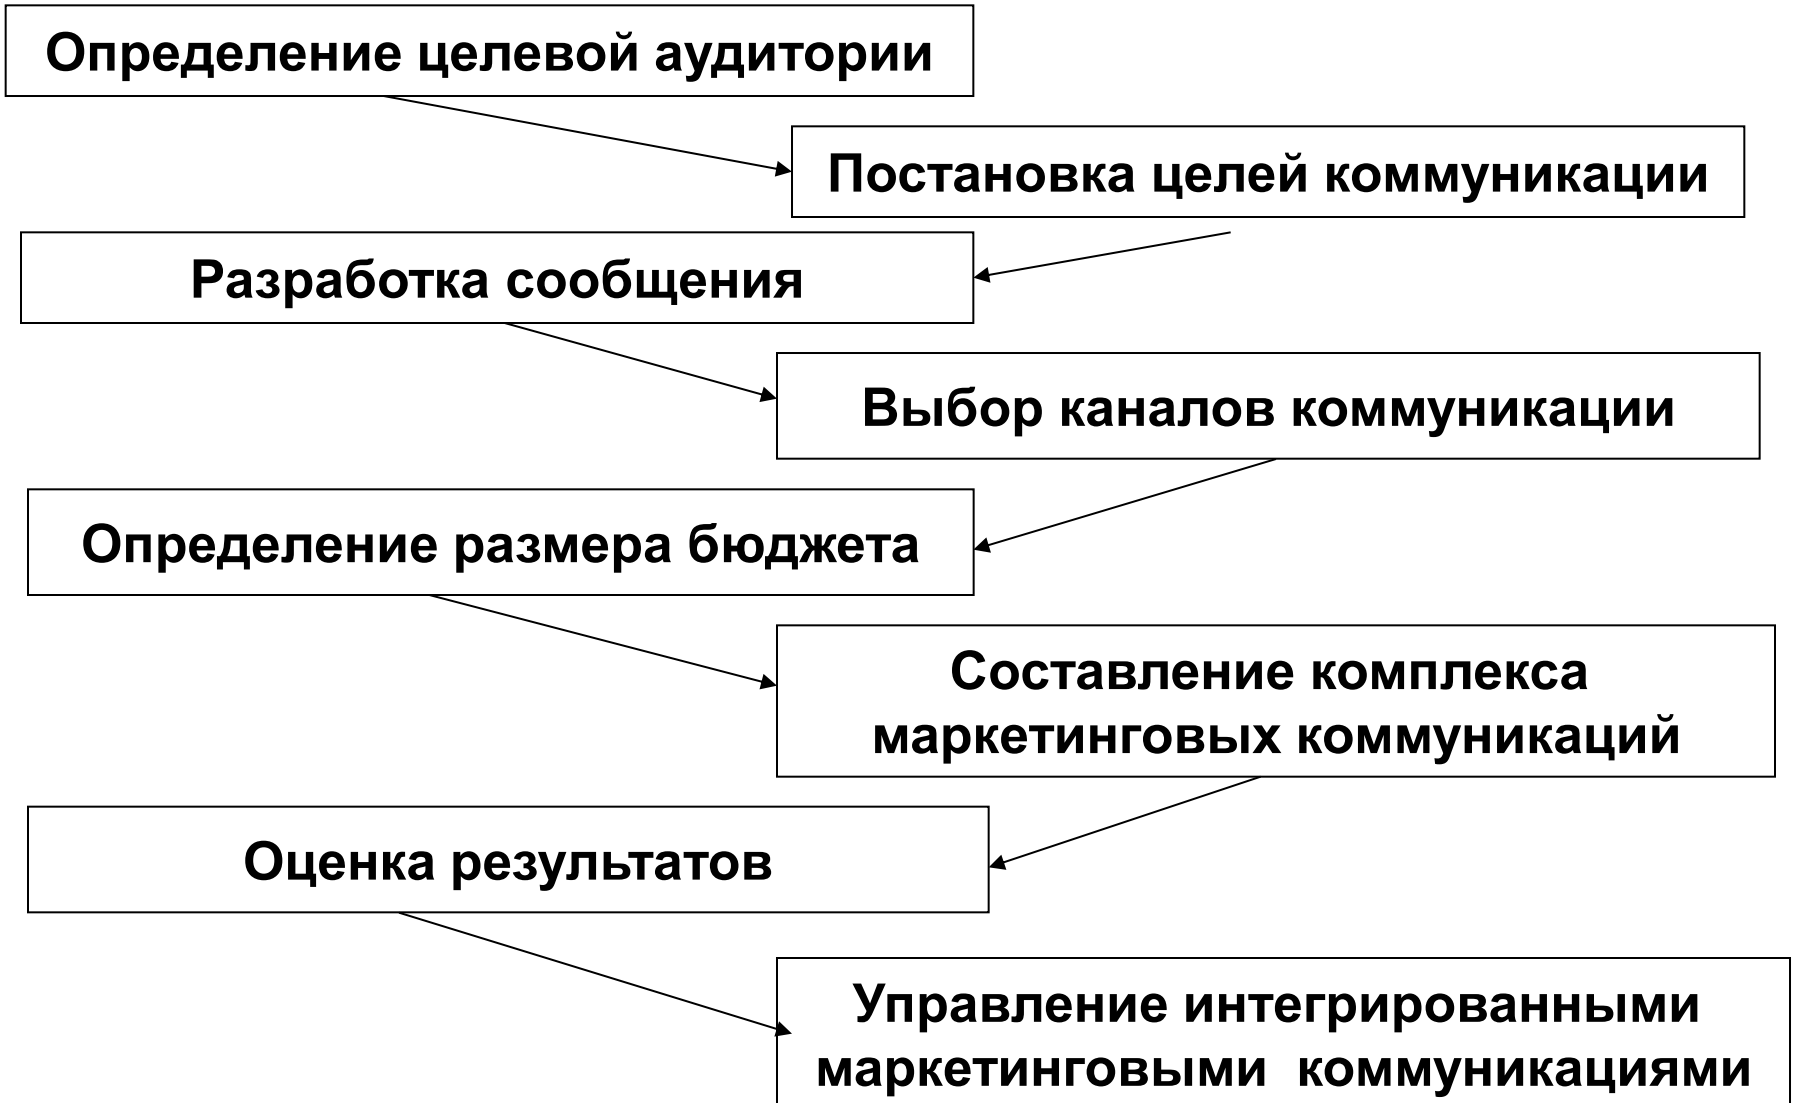 Определение целевой аудитории
Постановка целей коммуникации
Разработка сообщения
Выбор каналов коммуникации
Определение размера бюджета
Составление комплекса
маркетинговых коммуникаций
Оценка результатов
Управление интегрированными
маркетинговыми коммуникациями